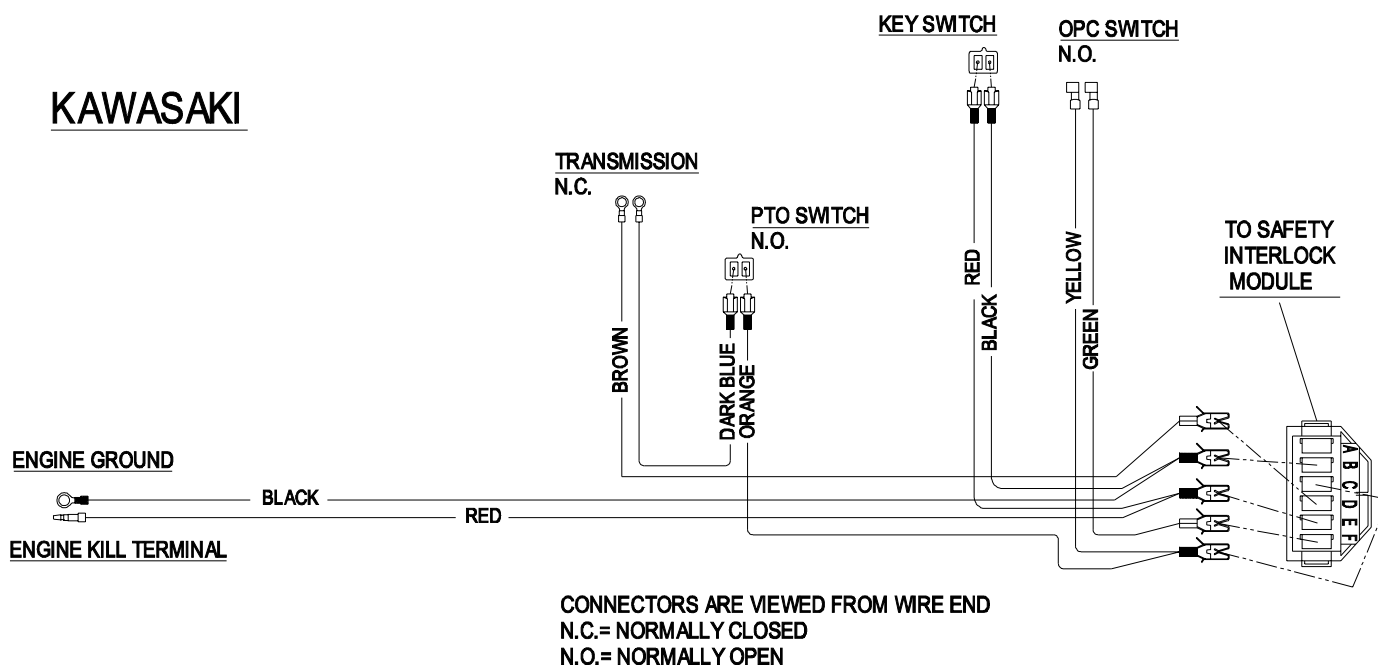 KEY SWITCH
OPC SWITCH
N.O.
KAWASAKI
TRANSMISSION
N.C.
PTO SWITCH
N.O.
TO SAFETY
INTERLOCK
MODULE
RED
BLACK
YELLOW
GREEN
BROWN
DARK BLUE
ORANGE
A
B
C
D
E
F
ENGINE GROUND
BLACK
RED
ENGINE KILL TERMINAL
CONNECTORS ARE VIEWED FROM WIRE END
N.C.= NORMALLY CLOSED
N.O.= NORMALLY OPEN